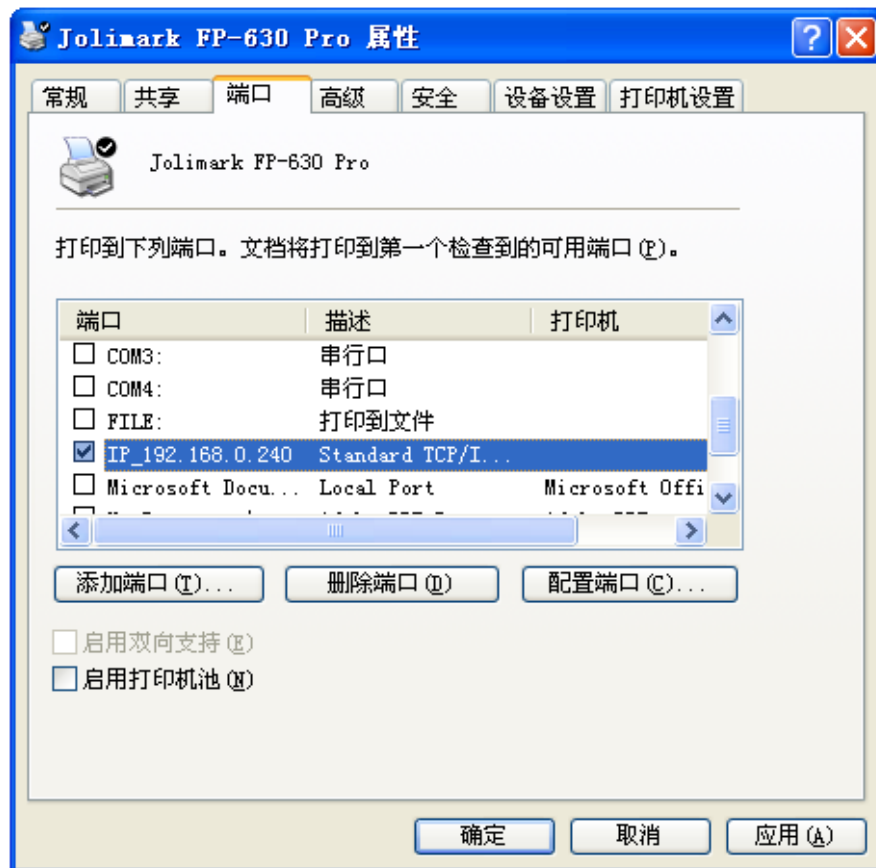 Jolimark FP-630 Pro 属性
常规 共享 端口 高级 安全 设备设置 打印机设置
Jolimark FP-630 Pro
打印到下列端口。文档将打印到第一个检查到的可用端口(P)。
端口 描述 打印机
COM3: 串行口
COM4: 串行口
FILE: 打印到文件
IP_192.168.0.240 Standard TCP/I...
Microsoft Docu... Local Port Microsoft Offi
添加端口(T)... 删除端口(D) 配置端口(C)...
启用双向支持(E)
启用打印机池(N)
确定 取消 应用(A)